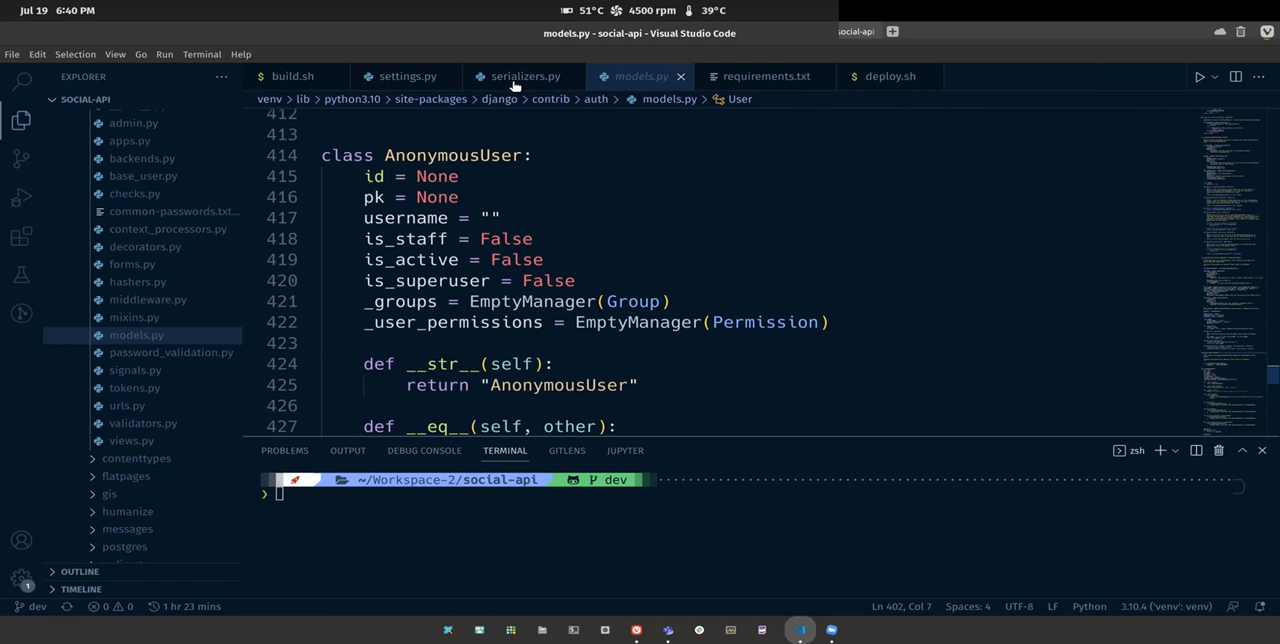 Jul 19 6:40 PM
51°C 4500 rpm 39°C
models.py - social-api - Visual Studio Code
social-api
File Edit Selection View Go Run Terminal Help
EXPLORER
build.sh settings.py serializers.py models.py requirements.txt deploy.sh
SOCIAL-API
venv > lib > python3.10 > site-packages > django > contrib > auth > models.py > User
admin.py
apps.py
backends.py
base_user.py
checks.py
common-passwords.txt...
context_processors.py
decorators.py
forms.py
hashers.py
middleware.py
mixins.py
models.py
password_validation.py
signals.py
tokens.py
urls.py
validators.py
views.py
contenttypes
flatpages
gis
humanize
messages
postgres
OUTLINE
TIMELINE
412
413
414 class AnonymousUser:
415 id = None
416 pk = None
417 username = ""
418 is_staff = False
419 is_active = False
420 is_superuser = False
421 _groups = EmptyManager(Group)
422 _user_permissions = EmptyManager(Permission)
423
424 def __str__(self):
425 return "AnonymousUser"
426
427 def __eq__(self, other):
PROBLEMS OUTPUT DEBUG CONSOLE TERMINAL GITLENS JUPYTER
zsh
~/Workspace-2/social-api dev
❯
1
dev 0 0 1 hr 23 mins
Ln 402, Col 7 Spaces: 4 UTF-8 LF Python 3.10.4 ('venv': venv)